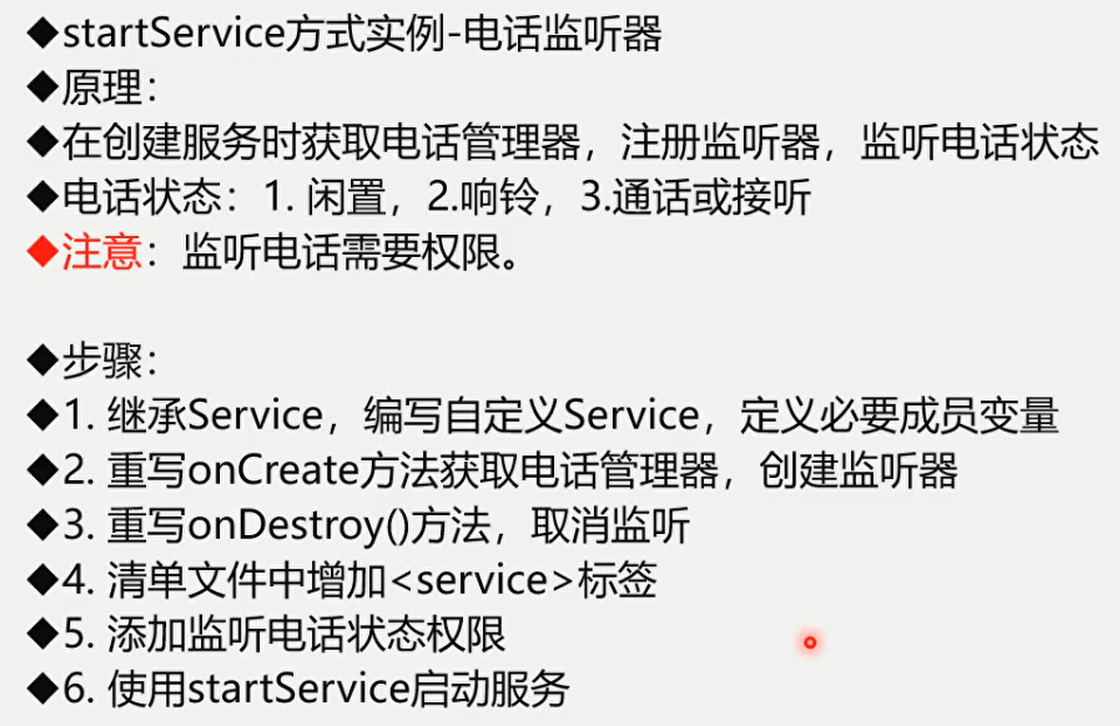 ◆startService方式实例-电话监听器
◆原理：
◆在创建服务时获取电话管理器，注册监听器，监听电话状态
◆电话状态：1. 闲置，2.响铃，3.通话或接听
◆注意：监听电话需要权限。
◆步骤：
◆1. 继承Service，编写自定义Service，定义必要成员变量
◆2. 重写onCreate方法获取电话管理器，创建监听器
◆3. 重写onDestroy()方法，取消监听
◆4. 清单文件中增加<service>标签
◆5. 添加监听电话状态权限
◆6. 使用startService启动服务